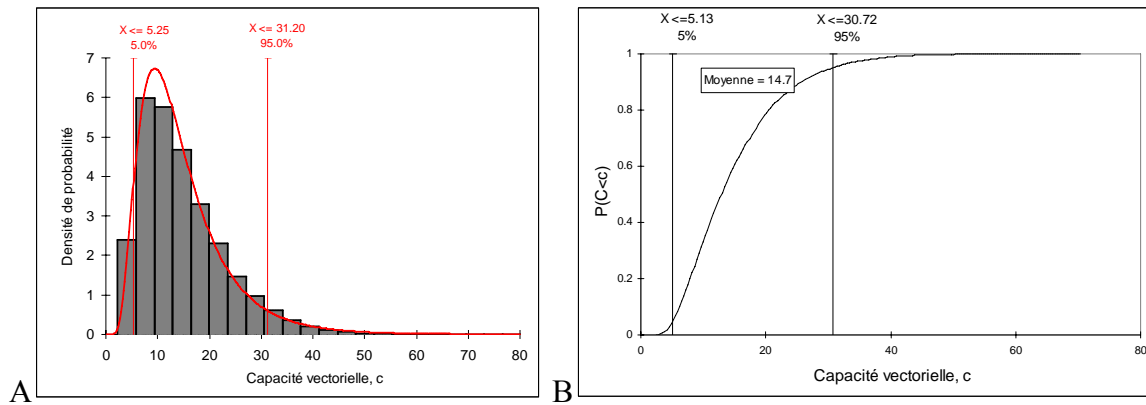 X <= 5.25
5.0%
X <= 31.20
95.0%
7
6
5
4
3
2
1
0
Densité de probabilité
0 10 20 30 40 50 60 70 80
Capacité vectorielle, c
A
X <=5.13
5%
X <=30.72
95%
Moyenne = 14.7
1
0.8
0.6
0.4
0.2
0
P(C<c)
0 20 40 60 80
Capacité vectorielle, c
B